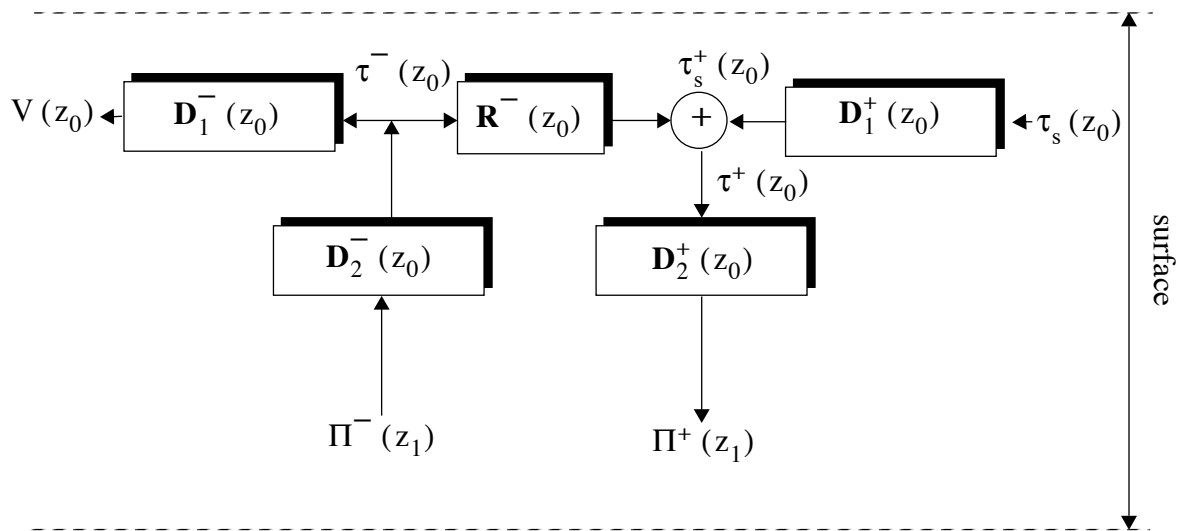 τ⁻ (z₀)
τₛ⁺ (z₀)
V (z₀)
D₁⁻ (z₀)
R⁻ (z₀)
+
D₁⁺ (z₀)
τₛ (z₀)
τ⁺ (z₀)
D₂⁻ (z₀)
D₂⁺ (z₀)
surface
Π⁻ (z₁)
Π⁺ (z₁)